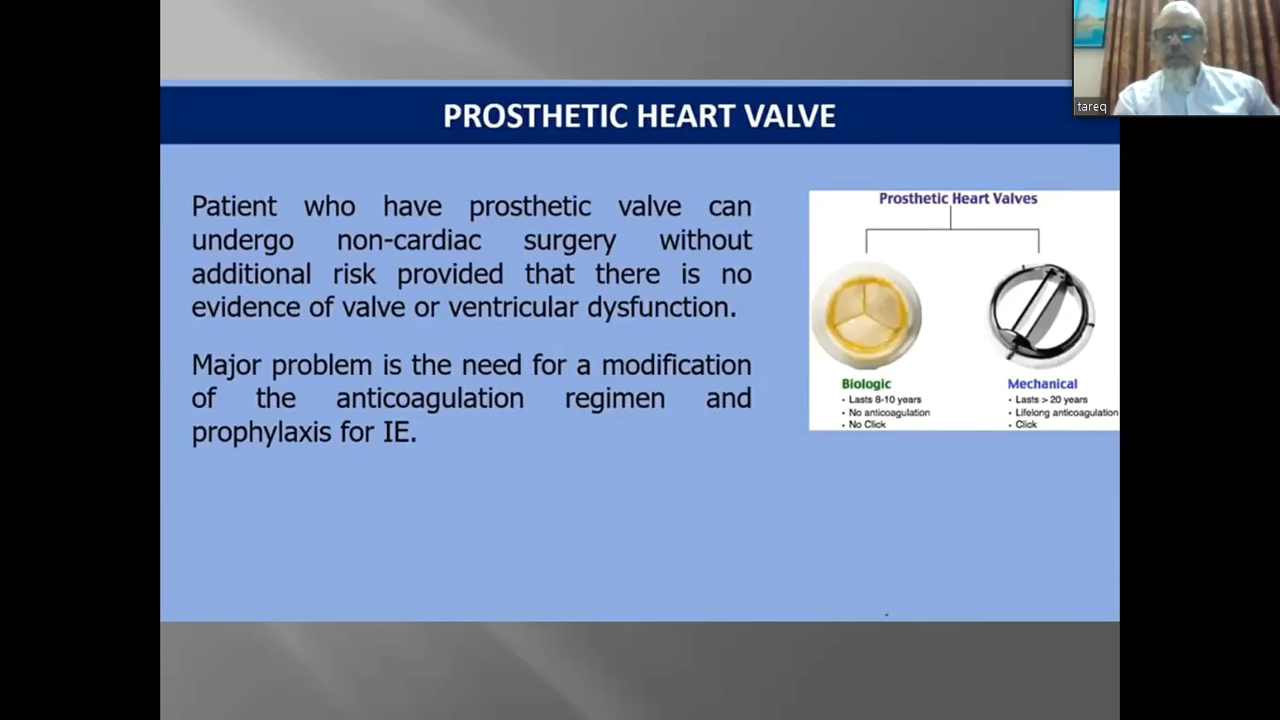 tareq
PROSTHETIC HEART VALVE
Patient who have prosthetic valve can
undergo non-cardiac surgery without
additional risk provided that there is no
evidence of valve or ventricular dysfunction.
Major problem is the need for a modification
of the anticoagulation regimen and
prophylaxis for IE.
Prosthetic Heart Valves
Biologic
• Lasts 8-10 years
• No anticoagulation
• No Click
Mechanical
• Lasts > 20 years
• Lifelong anticoagulation
• Click